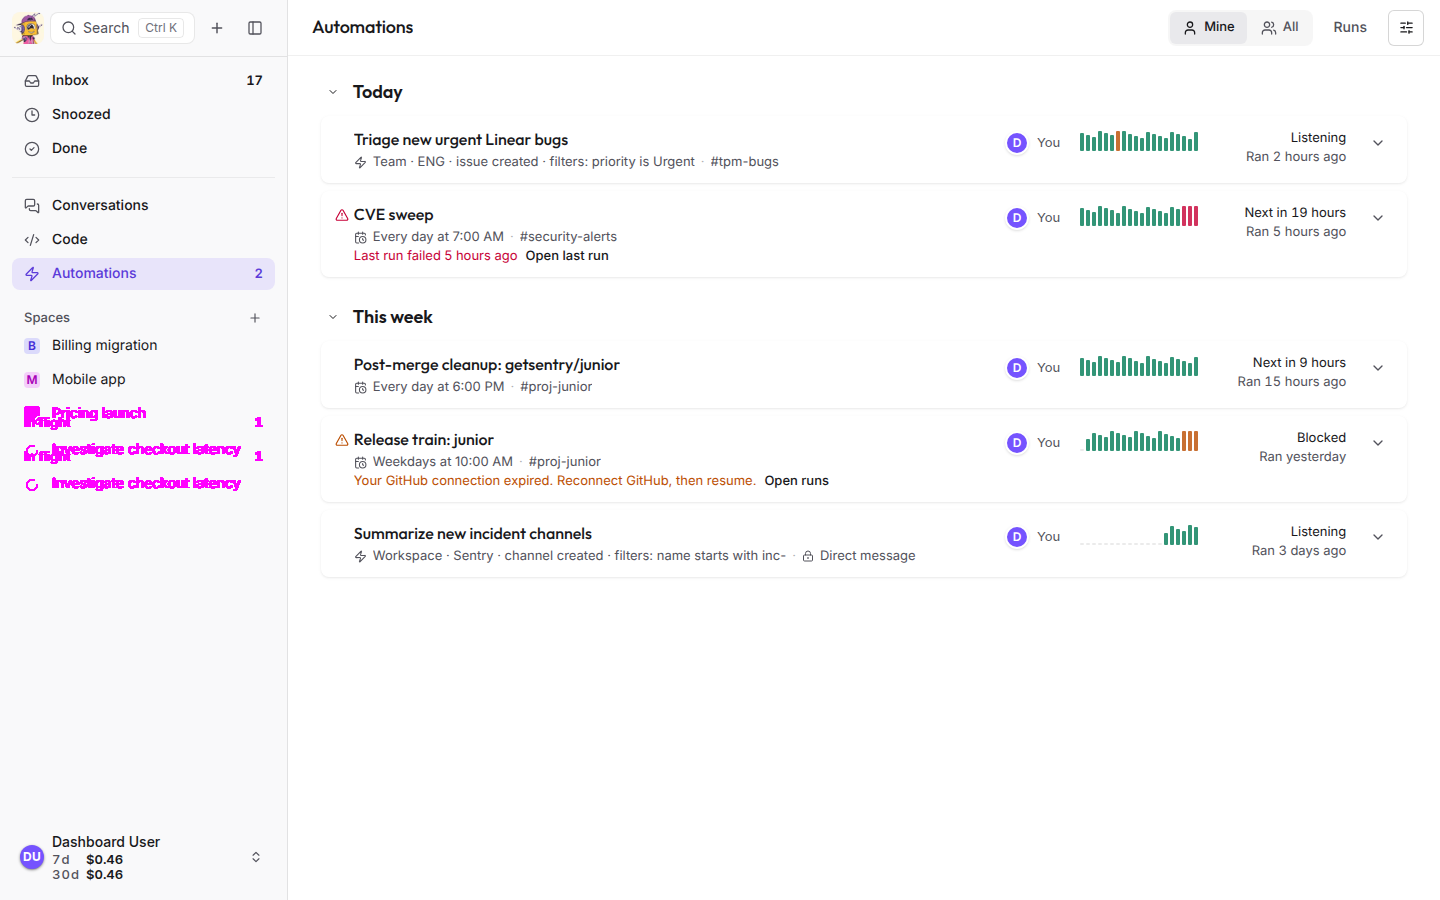 Search Ctrl K
Inbox 17
Snoozed
Done
Conversations
Code
Automations 2
Spaces
B Billing migration
M Mobile app
Pricing launch
In flight 1
Investigate checkout latency
In flight 1
Investigate checkout latency
DU Dashboard User
7d $0.46
30d $0.46
Automations
Mine All Runs
Today
Triage new urgent Linear bugs
Team · ENG · issue created · filters: priority is Urgent · #tpm-bugs
D You
Listening
Ran 2 hours ago
CVE sweep
Every day at 7:00 AM · #security-alerts
Last run failed 5 hours ago Open last run
D You
Next in 19 hours
Ran 5 hours ago
This week
Post-merge cleanup: getsentry/junior
Every day at 6:00 PM · #proj-junior
D You
Next in 9 hours
Ran 15 hours ago
Release train: junior
Weekdays at 10:00 AM · #proj-junior
Your GitHub connection expired. Reconnect GitHub, then resume. Open runs
D You
Blocked
Ran yesterday
Summarize new incident channels
Workspace · Sentry · channel created · filters: name starts with inc- · Direct message
D You
Listening
Ran 3 days ago